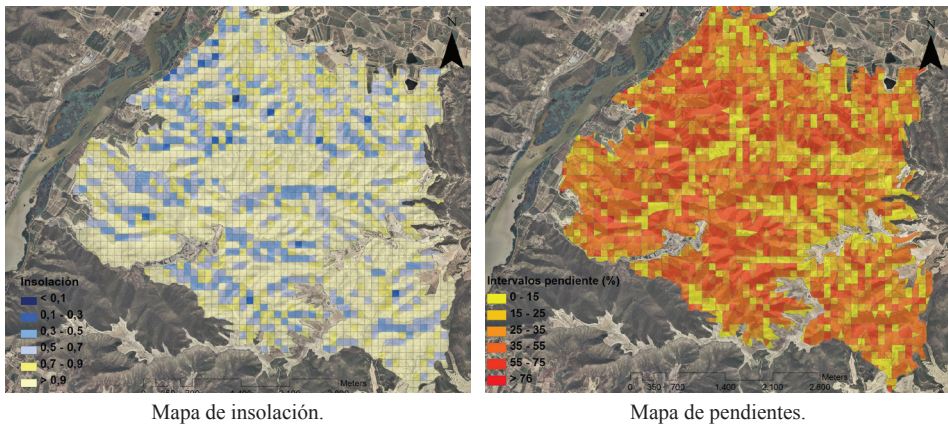 N
Insolación
< 0,1
0,1 - 0,3
0,3 - 0,5
0,5 - 0,7
0,7 - 0,9
> 0,9
Meters
Mapa de insolación.
N
Intervalos pendiente (%)
0 - 15
15 - 25
25 - 35
35 - 55
55 - 75
> 76
Meters
0 350 700 1.400 2.100 2.800
Mapa de pendientes.